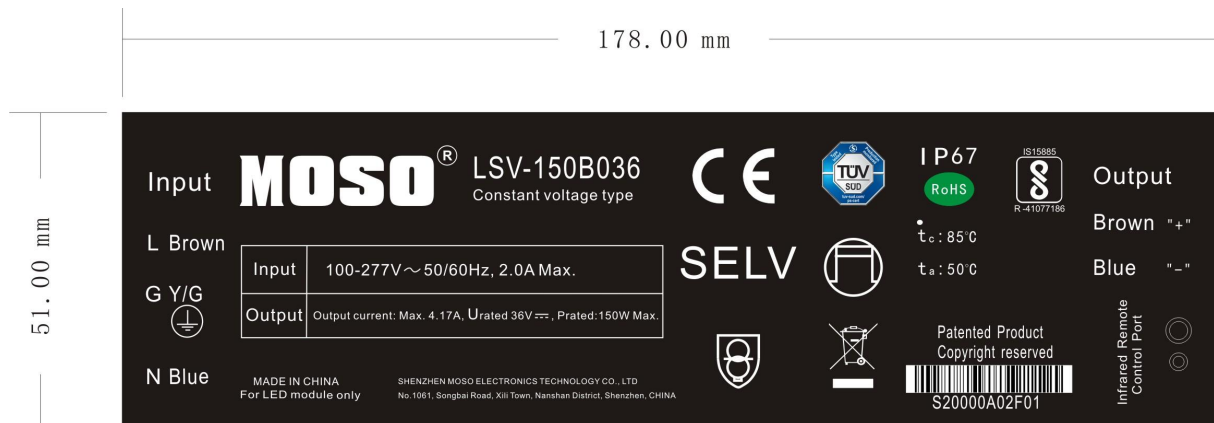 178.00 mm
51.00 mm
Input
L Brown
G Y/G
N Blue
MOSO®
LSV-150B036
Constant voltage type
Input 100-277V～50/60Hz, 2.0A Max.
Output Output current: Max. 4.17A, Urated 36V⎓, Prated:150W Max.
MADE IN CHINA
For LED module only
SHENZHEN MOSO ELECTRONICS TECHNOLOGY CO., LTD
No.1061, Songbai Road, Xili Town, Nanshan District, Shenzhen, CHINA
CE
SELV
TÜV
SÜD
IP67
RoHS
tc:85℃
ta:50℃
IS15885
R-41077186
Patented Product
Copyright reserved
S20000A02F01
Output
Brown "+"
Blue "-"
Infrared Remote
Control Port